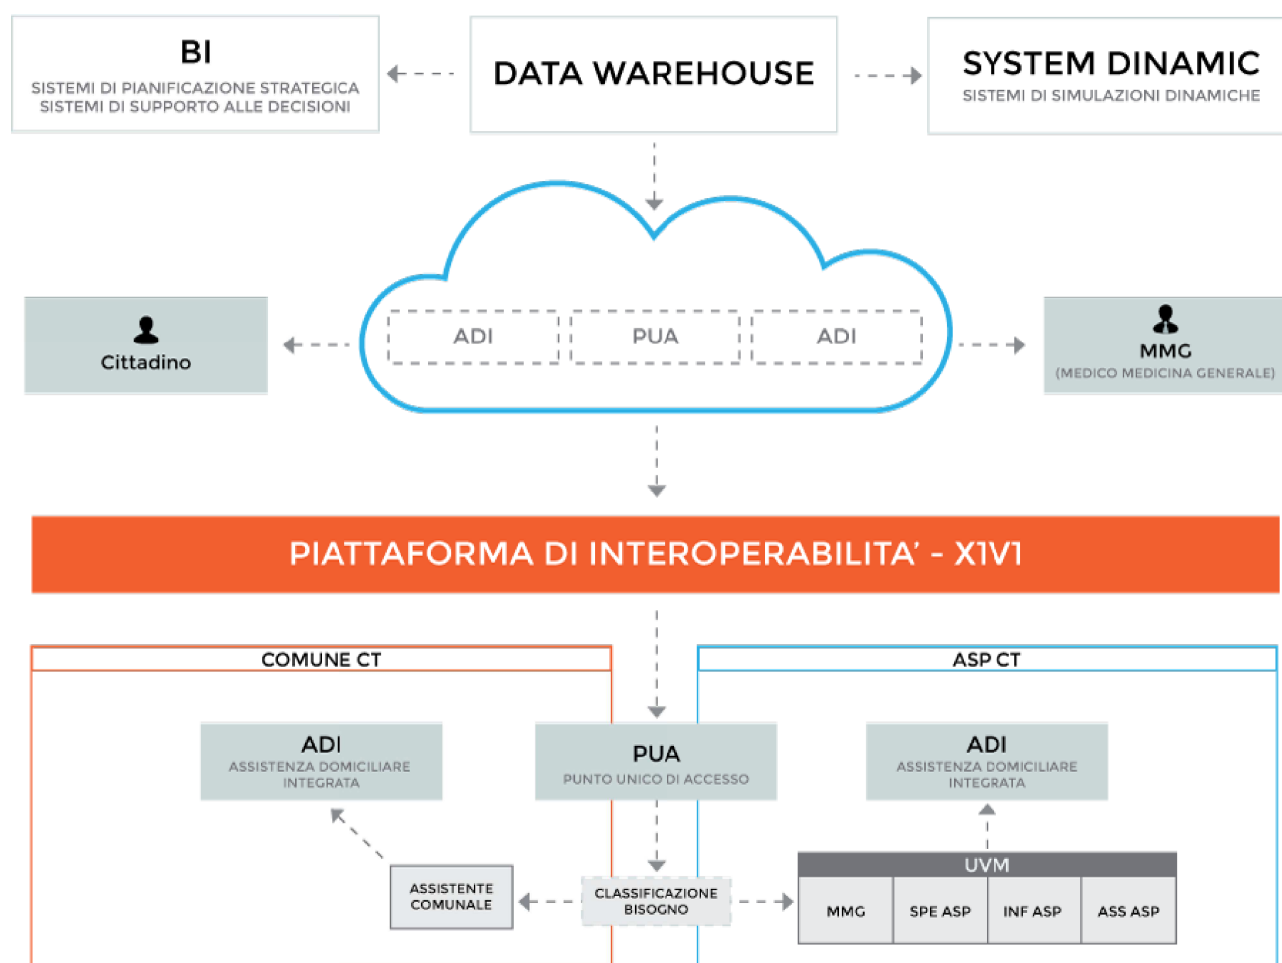 BI
SISTEMI DI PIANIFICAZIONE STRATEGICA
SISTEMI DI SUPPORTO ALLE DECISIONI
DATA WAREHOUSE
SYSTEM DINAMIC
SISTEMI DI SIMULAZIONI DINAMICHE
Cittadino
ADI
PUA
ADI
MMG
(MEDICO MEDICINA GENERALE)
PIATTAFORMA DI INTEROPERABILITA’ - X1V1
COMUNE CT
ASP CT
ADI
ASSISTENZA DOMICILIARE
INTEGRATA
PUA
PUNTO UNICO DI ACCESSO
ADI
ASSISTENZA DOMICILIARE
INTEGRATA
ASSISTENTE
COMUNALE
CLASSIFICAZIONE
BISOGNO
UVM
MMG
SPE ASP
INF ASP
ASS ASP